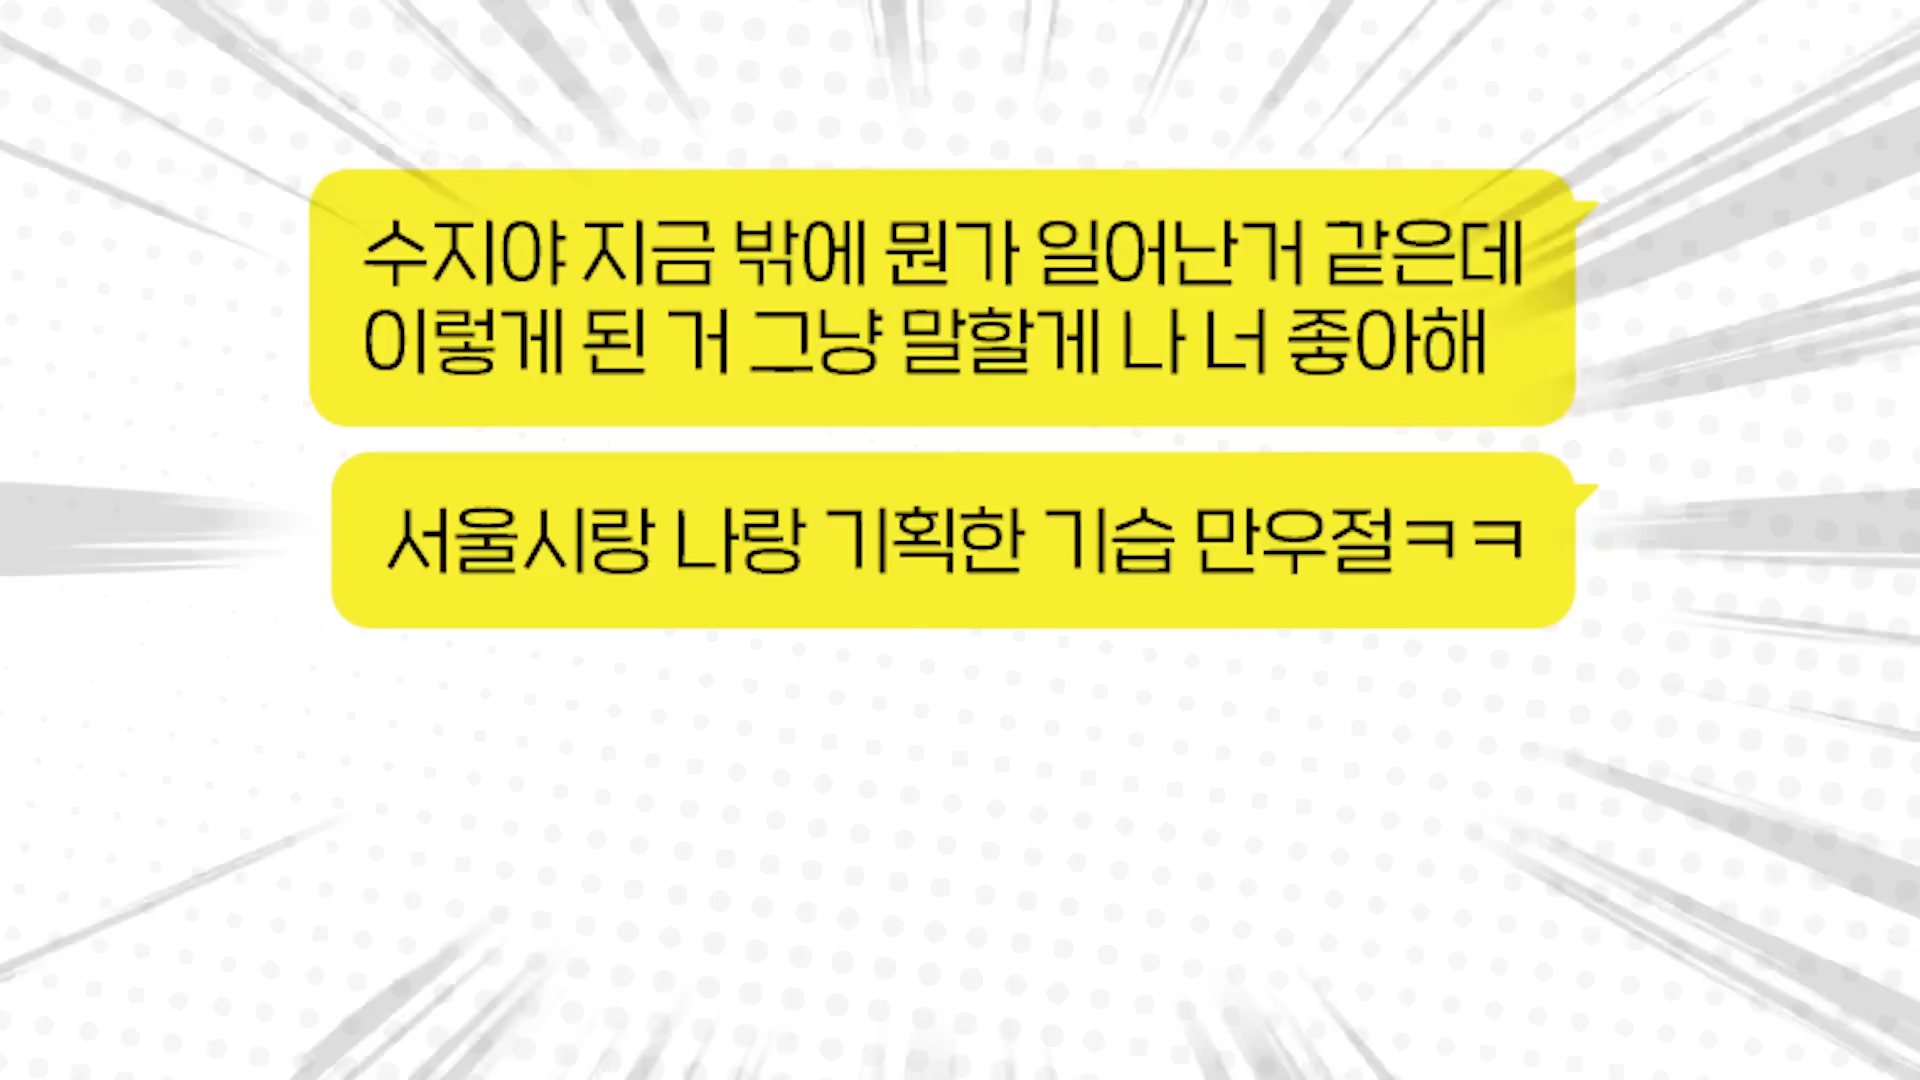 수지야 지금 밖에 뭔가 일어난거 같은데
이렇게 된 거 그냥 말할게 나 너 좋아해
서울시랑 나랑 기획한 기습 만우절ㅋㅋ